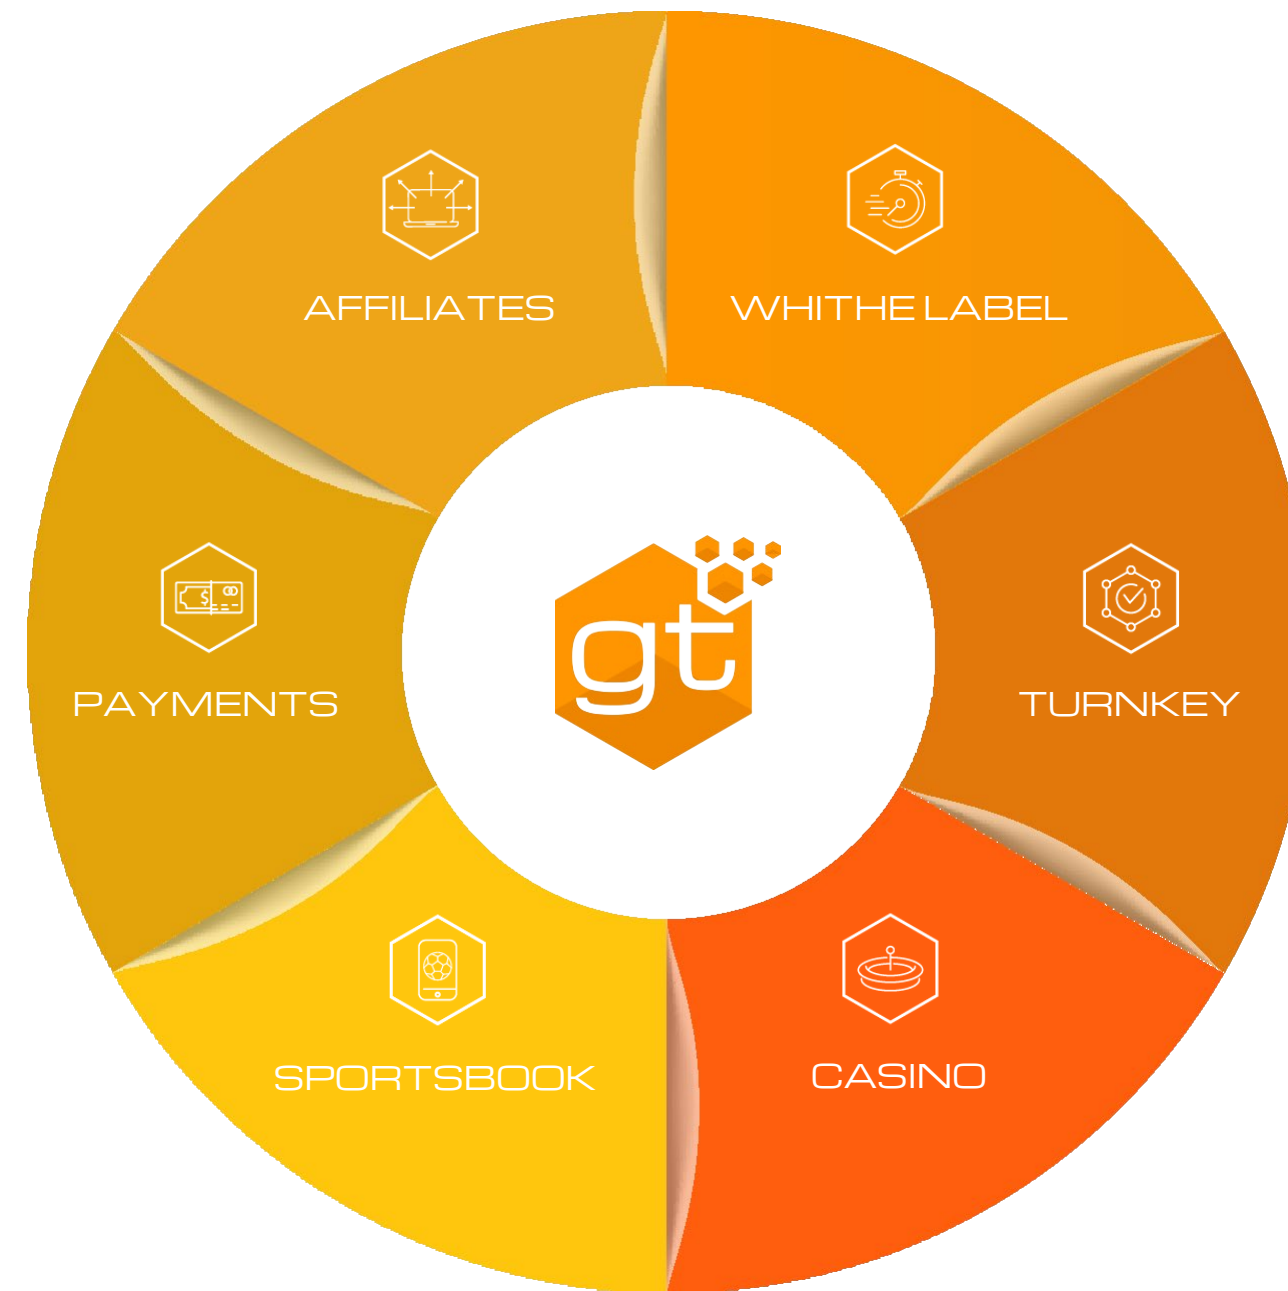 AFFILIATES
WHITHE LABEL
PAYMENTS
$
gt
TURNKEY
SPORTSBOOK
CASINO